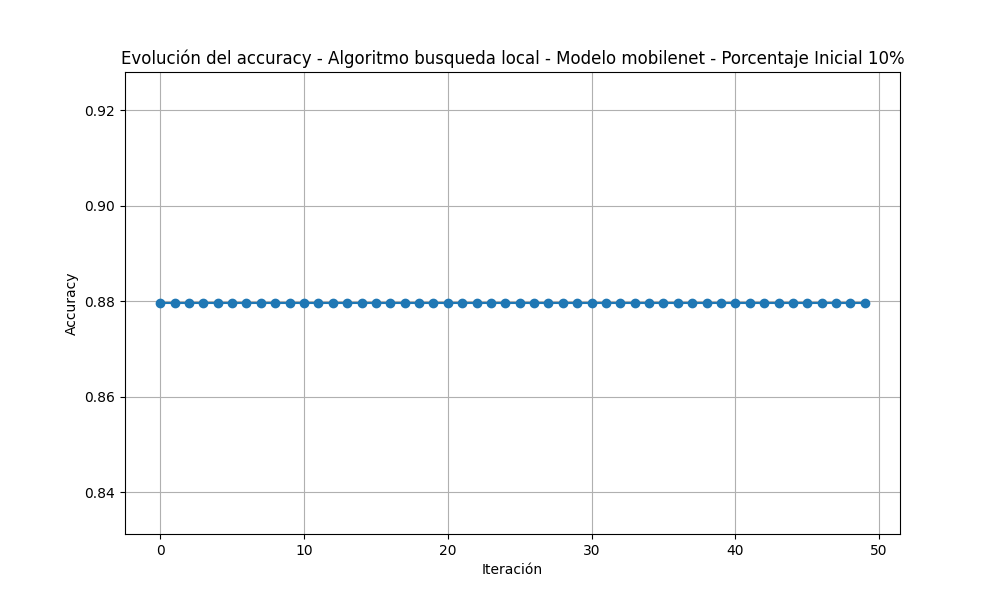 Evolución del accuracy - Algoritmo busqueda local - Modelo mobilenet - Porcentaje Inicial 10%
0.92
0.90
0.88
0.86
0.84
Accuracy
0 10 20 30 40 50
Iteración